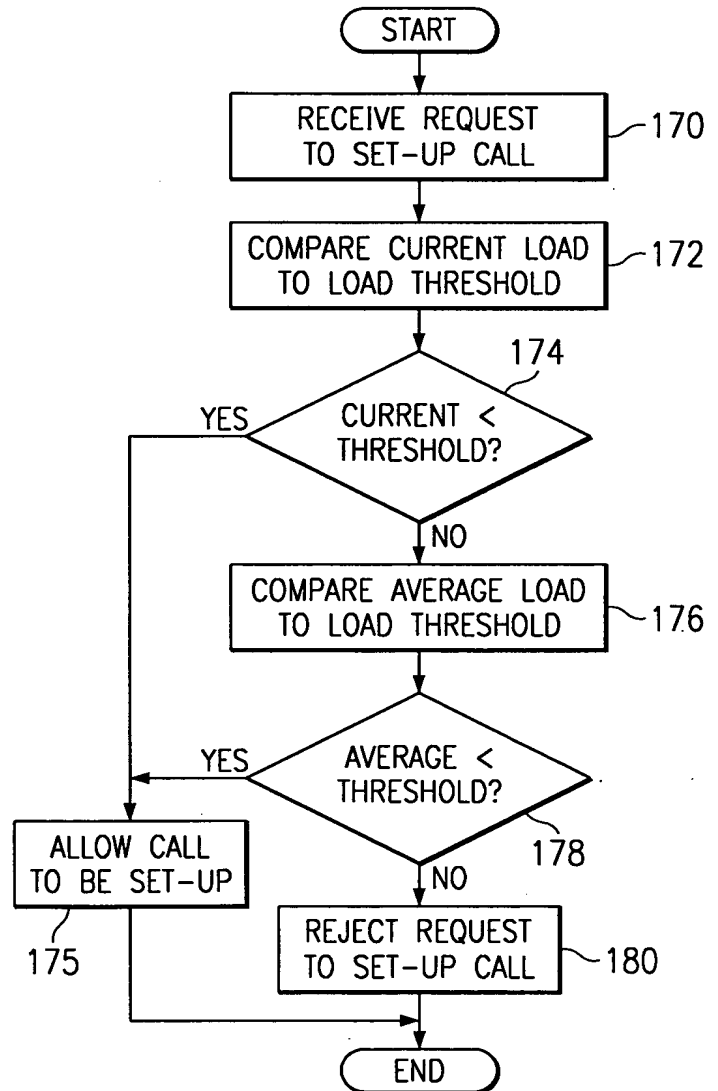 START
RECEIVE REQUEST
TO SET-UP CALL
170
COMPARE CURRENT LOAD
TO LOAD THRESHOLD
172
174
CURRENT <
THRESHOLD?
YES
NO
COMPARE AVERAGE LOAD
TO LOAD THRESHOLD
176
AVERAGE <
THRESHOLD?
YES
178
NO
ALLOW CALL
TO BE SET-UP
175
REJECT REQUEST
TO SET-UP CALL
180
END